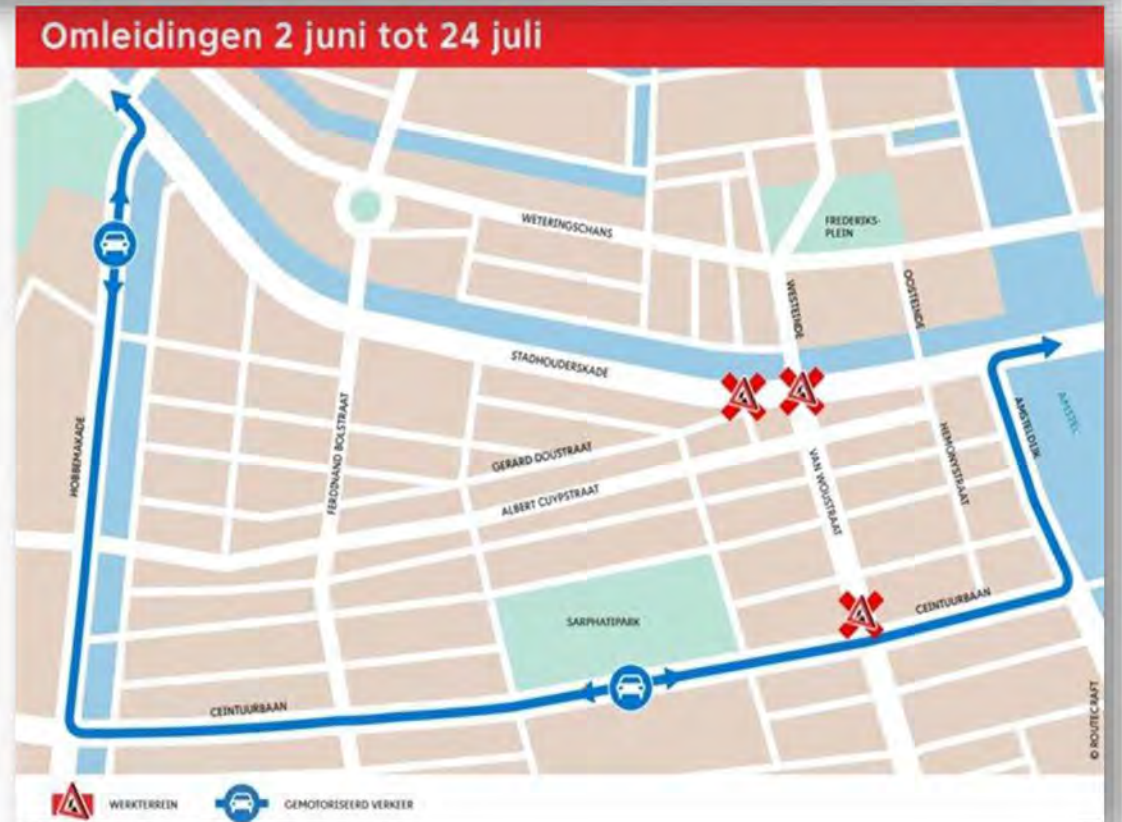 Omleidingen 2 juni tot 24 juli
WETERINGSCHANS
FREDERIKS-
PLEIN
WESTEINDE
OOSTEINDE
STADHOUDERSKADE
AMSTELDIJK
AMSTEL
HOBBEMAKADE
FERDINAND BOLSTRAAT
GERARD DOUSTRAAT
ALBERT CUYPSTRAAT
VAN WOUSTRAAT
HEMONYSTRAAT
CEINTUURBAAN
SARPHATIPARK
CEINTUURBAAN
© ROUTECRAFT
WERKTERREIN
GEMOTORISEERD VERKEER